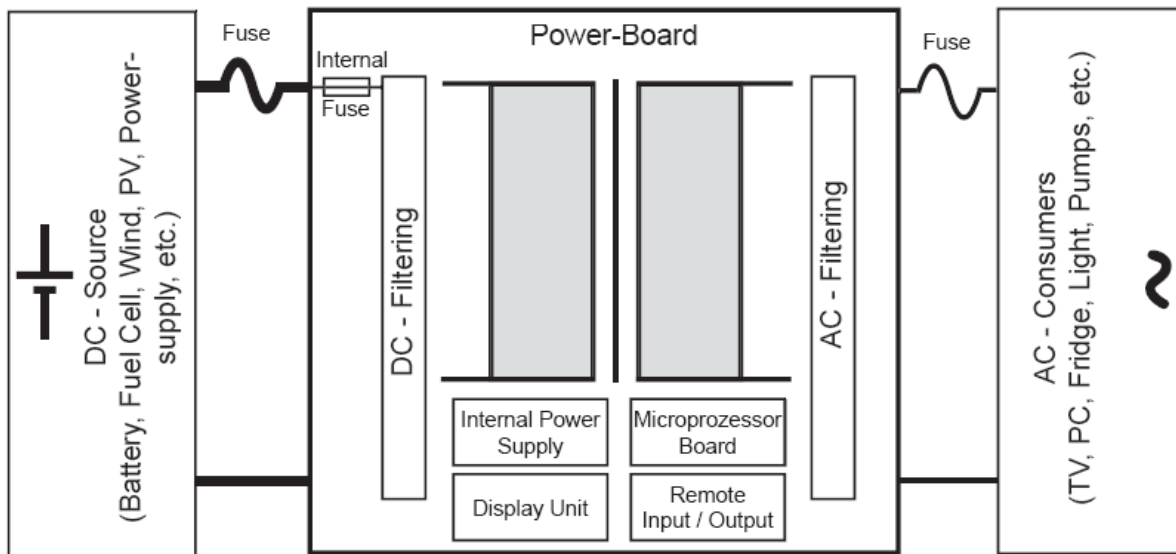 Fuse
Power-Board
Fuse
Internal
Fuse
DC - Source
(Battery, Fuel Cell, Wind, PV, Power-
supply, etc.)
DC - Filtering
AC - Filtering
AC - Consumers
(TV, PC, Fridge, Light, Pumps, etc.)
Internal Power
Supply
Microprozessor
Board
Display Unit
Remote
Input / Output